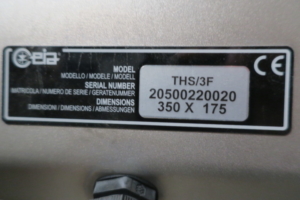 ceia
CE
MODEL THS/3F
MODELLO / MODELE / MODELL
SERIAL NUMBER 20500220020
MATRICOLA / NUMERO DE SERIE / GERATENUMMER
DIMENSIONS 350 X 175
DIMENSIONI / DIMENSIONS / ABMESSUNGEN